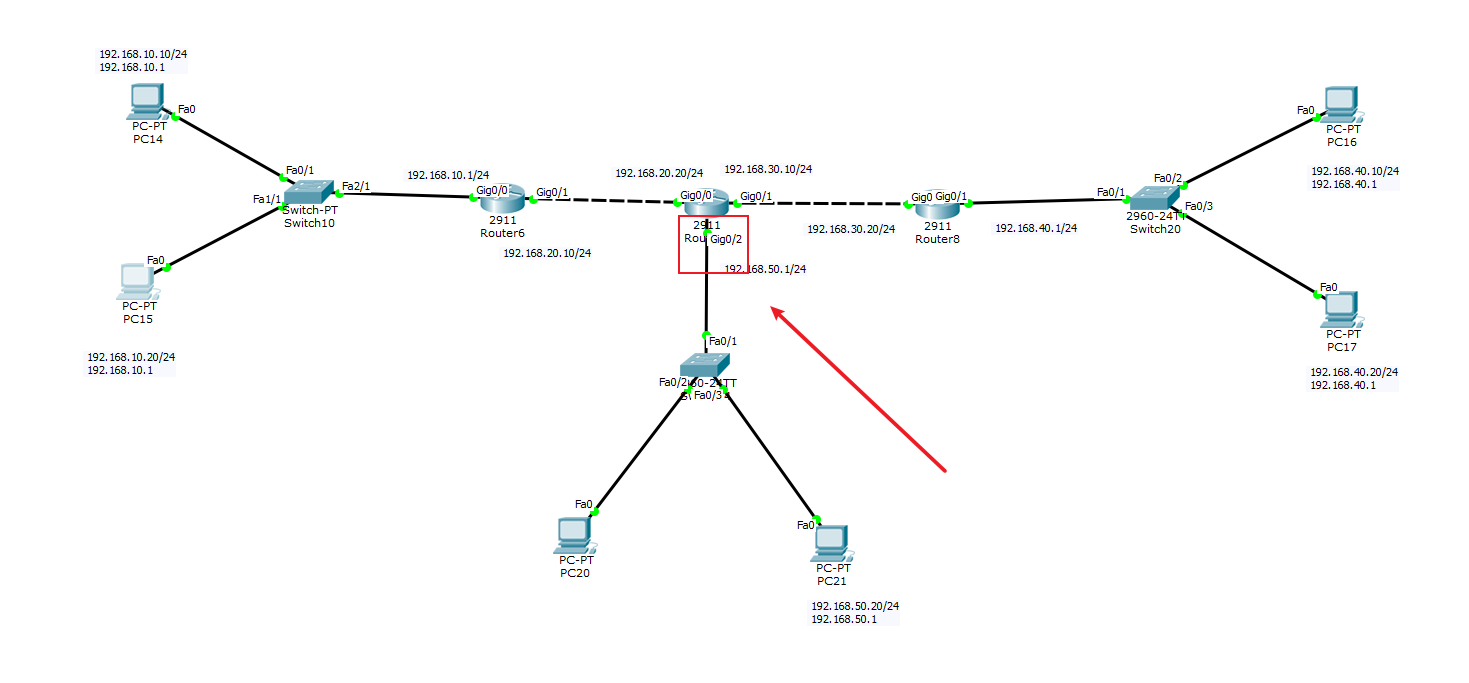 192.168.10.10/24
192.168.10.1
Fa0
PC-PT
PC14
Fa0/1
Fa1/1
Fa2/1
Switch-PT
Switch10
Fa0
PC-PT
PC15
192.168.10.20/24
192.168.10.1
192.168.10.1/24
Gig0/0
Gig0/1
2911
Router6
192.168.20.10/24
192.168.20.20/24
192.168.30.10/24
Gig0/0
Gig0/1
2911
Gig0/2
192.168.50.1/24
192.168.30.20/24
Gig0
Gig0/1
2911
Router8
192.168.40.1/24
Fa0/1
Fa0/2
Fa0/3
2960-24TT
Switch20
Fa0
PC-PT
PC16
192.168.40.10/24
192.168.40.1
Fa0
PC-PT
PC17
192.168.40.20/24
192.168.40.1
Fa0/1
Fa0/2
Fa0/3
Fa0
PC-PT
PC20
Fa0
PC-PT
PC21
192.168.50.20/24
192.168.50.1